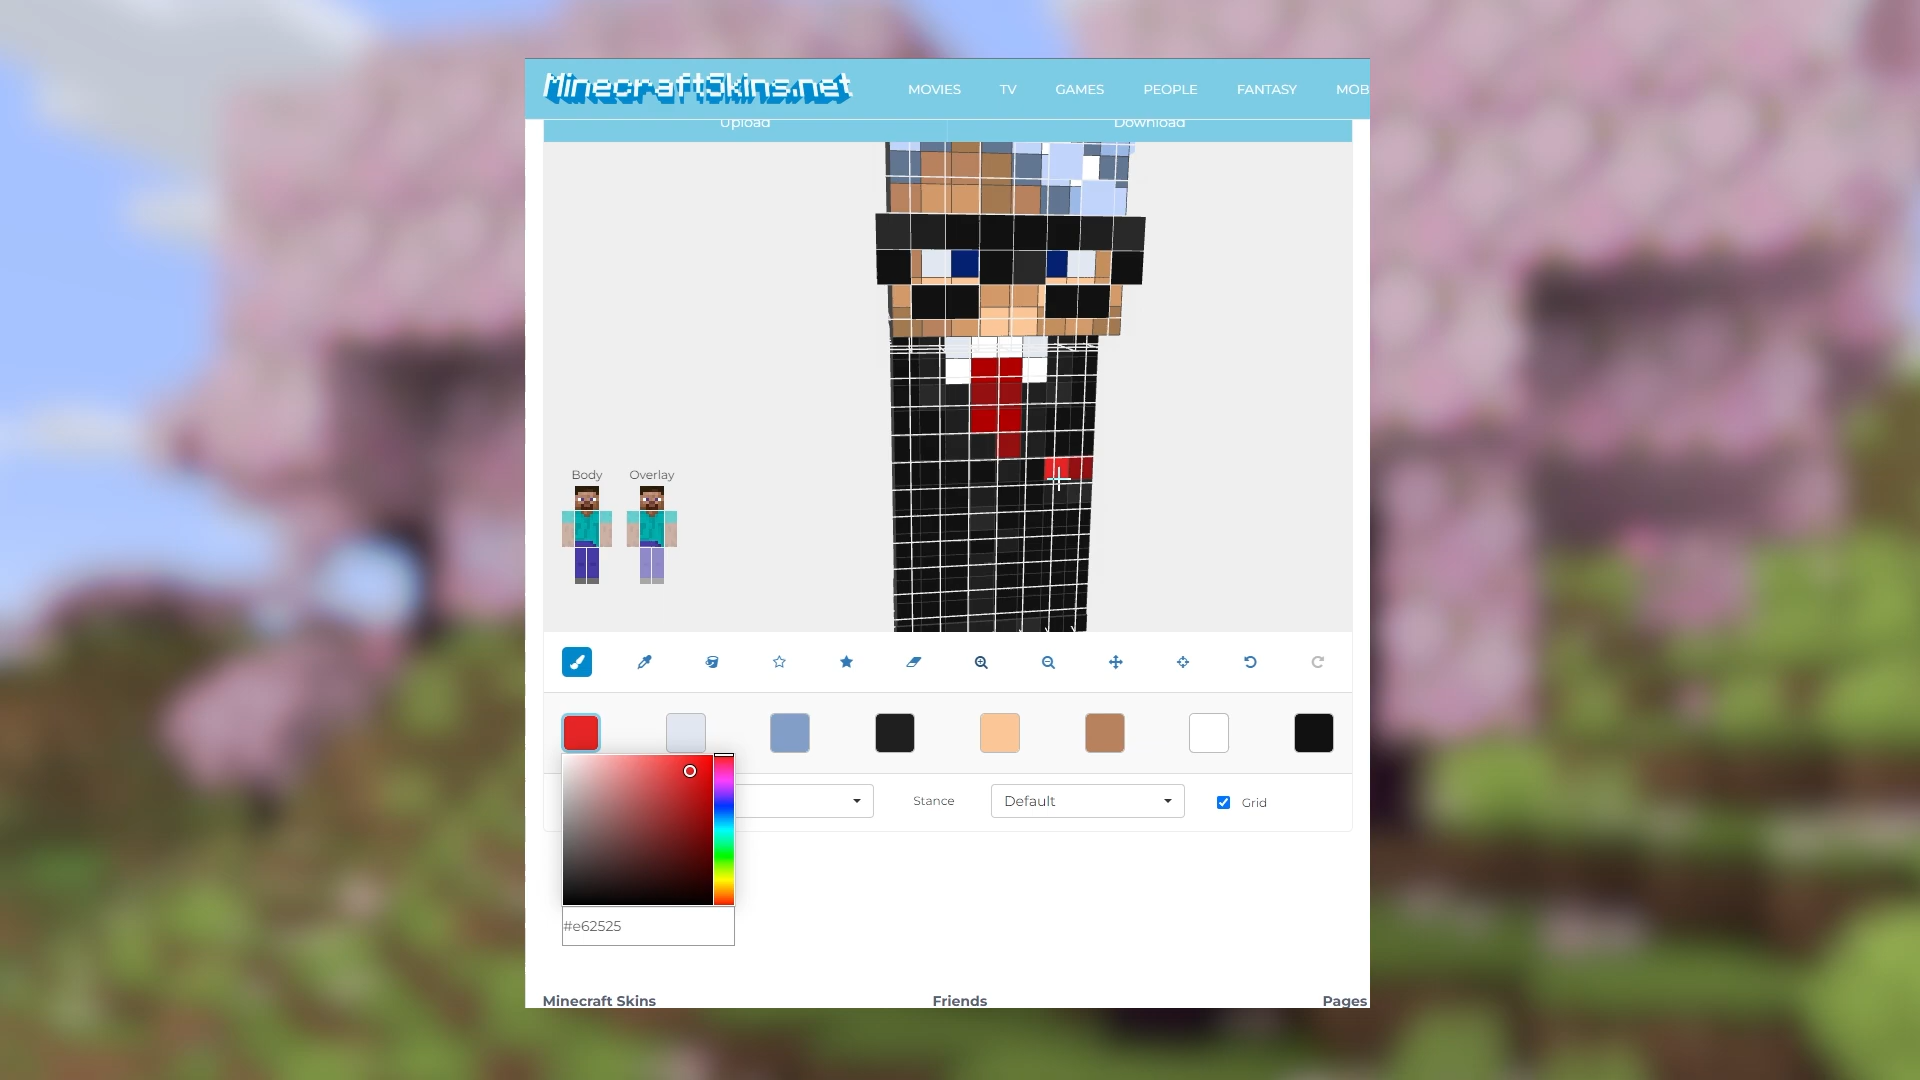 MinecraftSkins.net
MOVIES TV GAMES PEOPLE FANTASY MOB
Upload Download
Body Overlay
Stance Default Grid
#e62525
Minecraft Skins Friends Pages